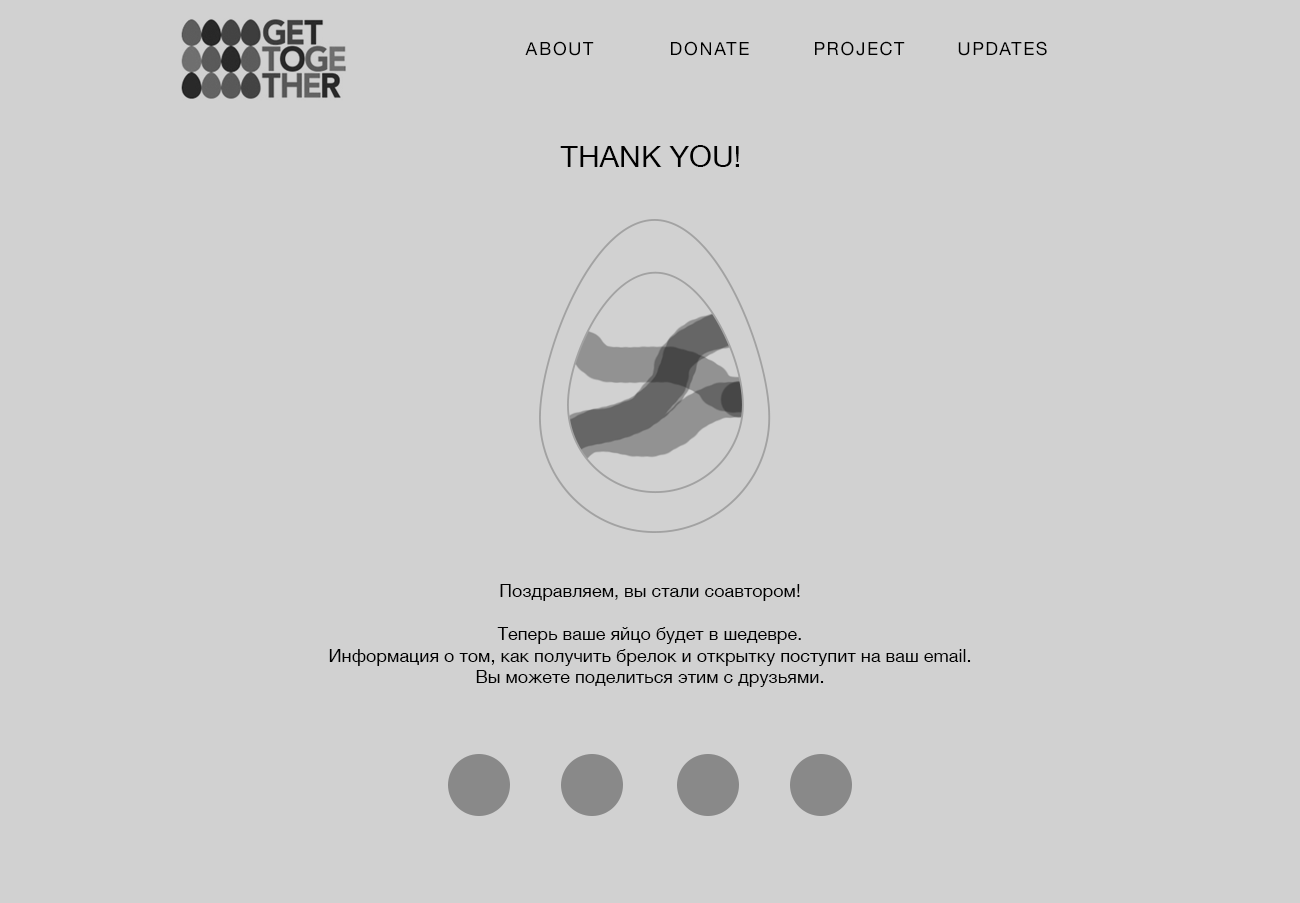 GET
TOGE
THER
ABOUT DONATE PROJECT UPDATES
THANK YOU!
Поздравляем, вы стали соавтором!
Теперь ваше яйцо будет в шедевре.
Информация о том, как получить брелок и открытку поступит на ваш email.
Вы можете поделиться этим с друзьями.